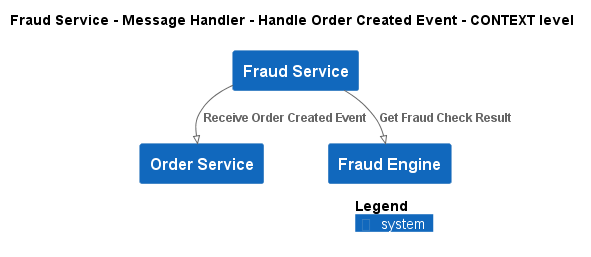 Fraud Service - Message Handler - Handle Order Created Event - CONTEXT level
Fraud Service
Receive Order Created Event
Get Fraud Check Result
Order Service
Fraud Engine
Legend
system